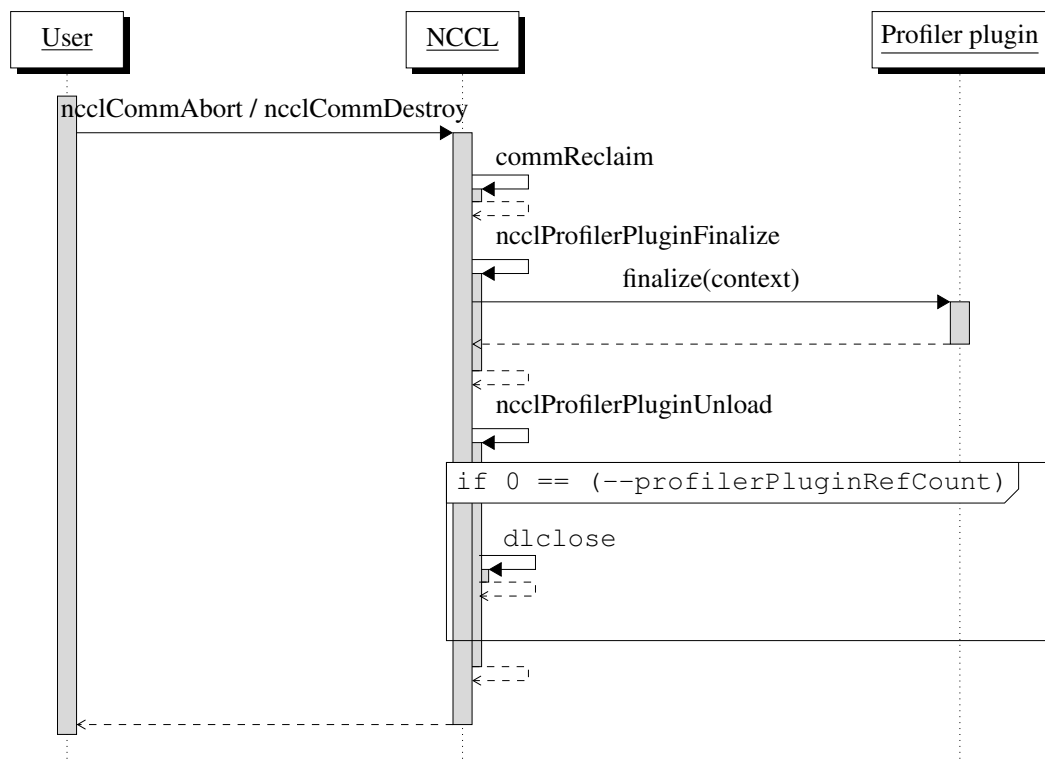 User
NCCL
Profiler plugin
ncclCommAbort / ncclCommDestroy
commReclaim
ncclProfilerPluginFinalize
finalize(context)
ncclProfilerPluginUnload
if 0 == (--profilerPluginRefCount)
dlclose